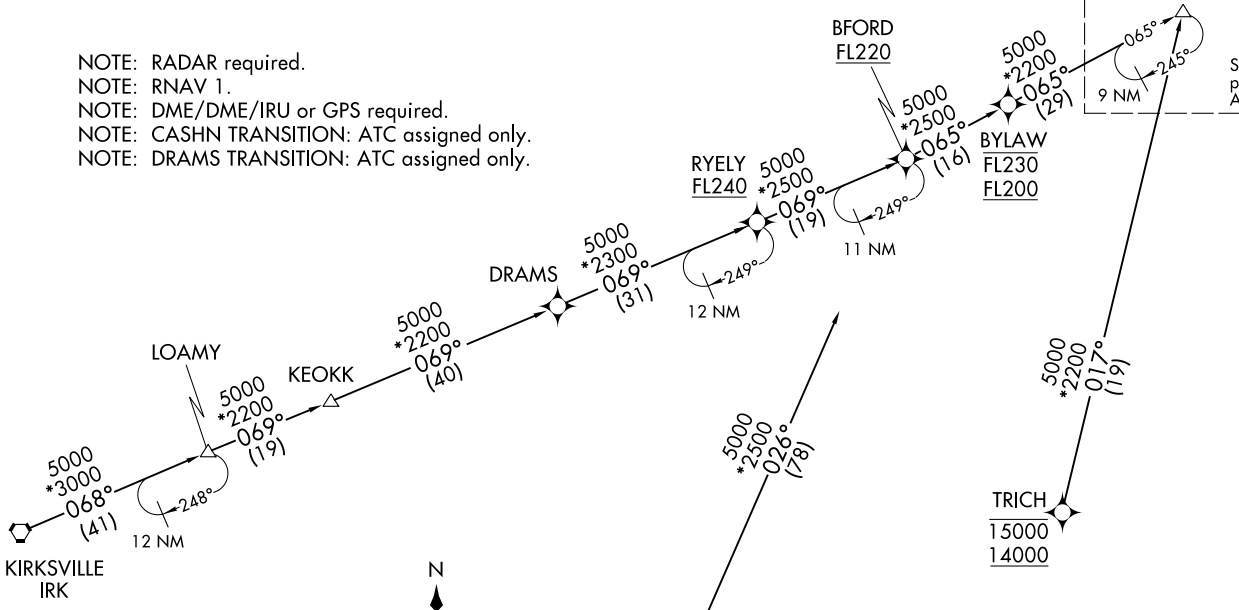 NOTE: RADAR required.
NOTE: RNAV 1.
NOTE: DME/DME/IRU or GPS required.
NOTE: CASHN TRANSITION: ATC assigned only.
NOTE: DRAMS TRANSITION: ATC assigned only.
BFORD
FL220
5000
*2200
065°
(29)
065°
245°
9 NM
S
p
A
5000
*2500
065°
(16)
BYLAW
FL230
FL200
RYELY
FL240
5000
*2500
069°
(19)
249°
11 NM
DRAMS
5000
*2300
069°
(31)
249°
12 NM
5000
*2200
069°
(40)
LOAMY
KEOKK
5000
*2200
069°
(19)
5000
*3000
068°
(41)
248°
12 NM
KIRKSVILLE
IRK
N
5000
*2500
026°
(78)
5000
*2200
017°
(19)
TRICH
15000
14000